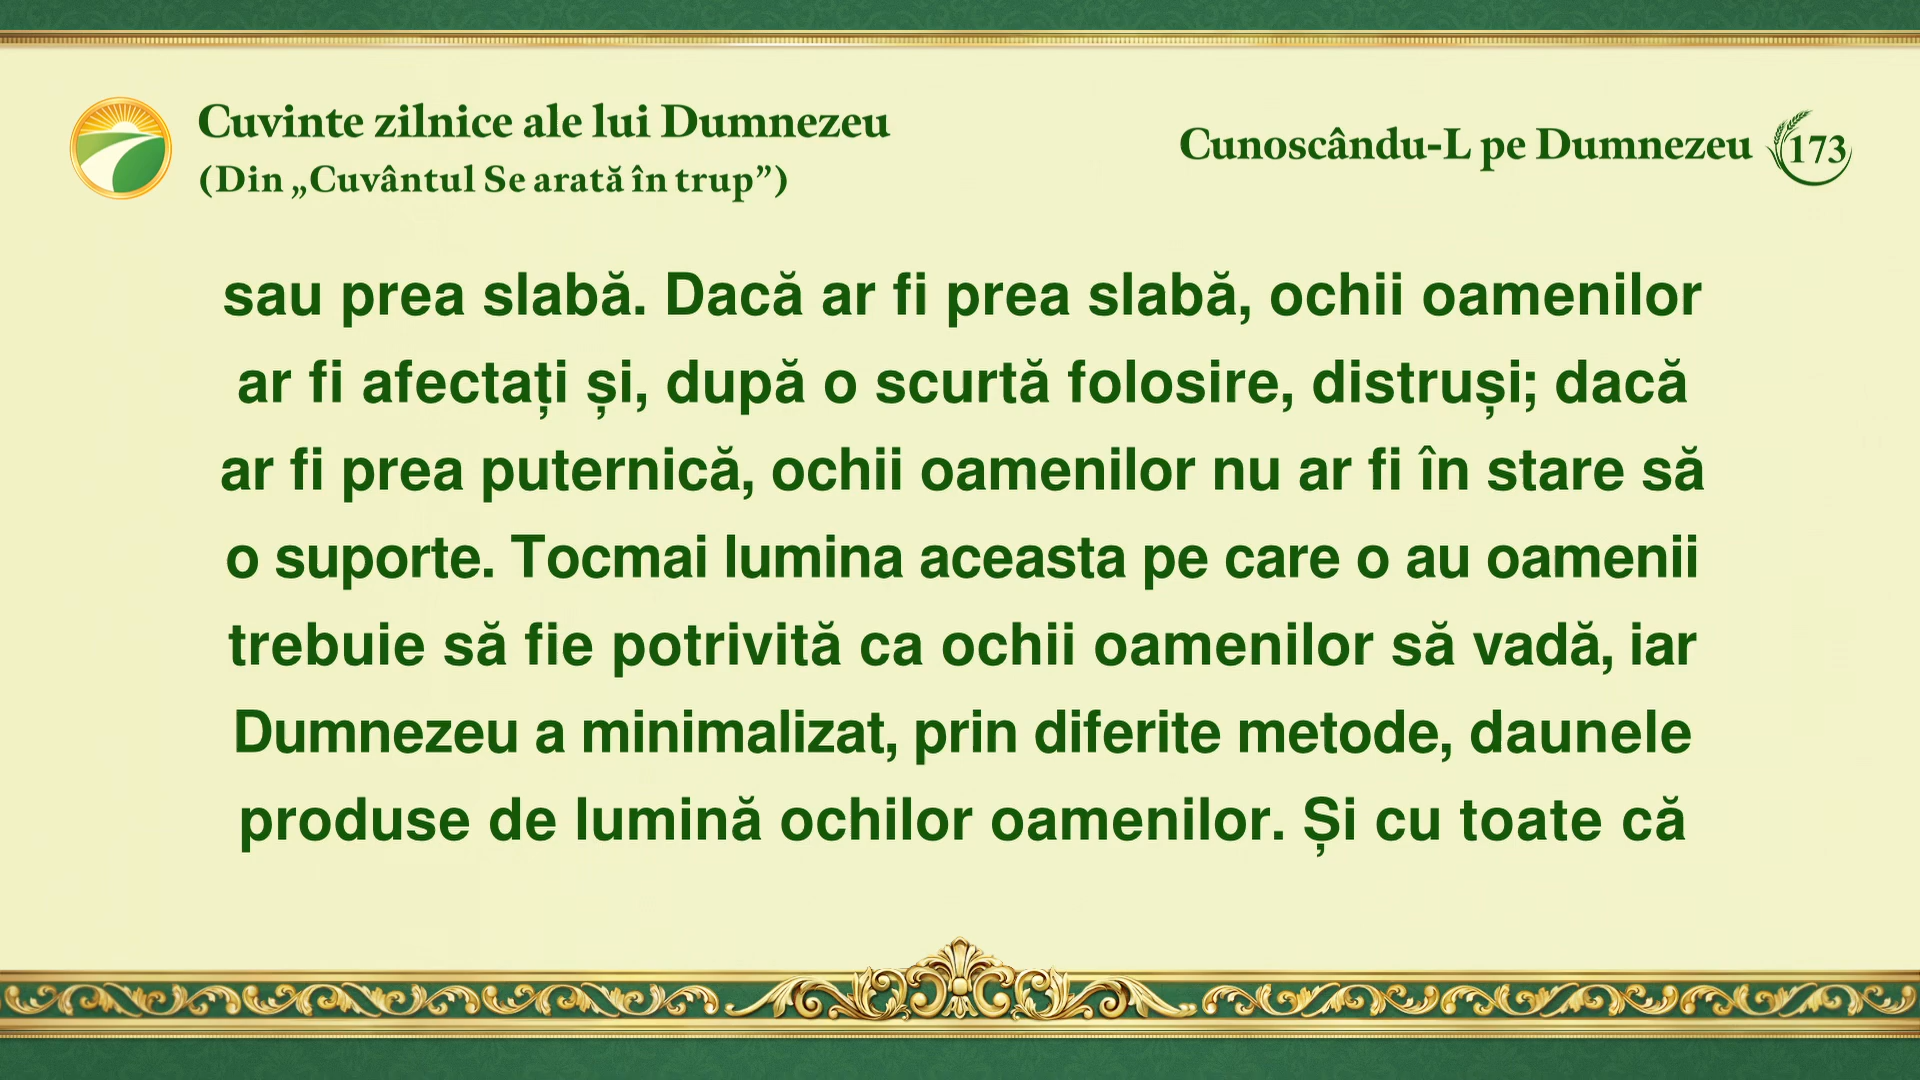 Cuvinte zilnice ale lui Dumnezeu
(Din „Cuvântul Se arată în trup”)
Cunoscându-L pe Dumnezeu 173
sau prea slabă. Dacă ar fi prea slabă, ochii oamenilor
ar fi afectați și, după o scurtă folosire, distruși; dacă
ar fi prea puternică, ochii oamenilor nu ar fi în stare să
o suporte. Tocmai lumina aceasta pe care o au oamenii
trebuie să fie potrivită ca ochii oamenilor să vadă, iar
Dumnezeu a minimalizat, prin diferite metode, daunele
produse de lumină ochilor oamenilor. Și cu toate că